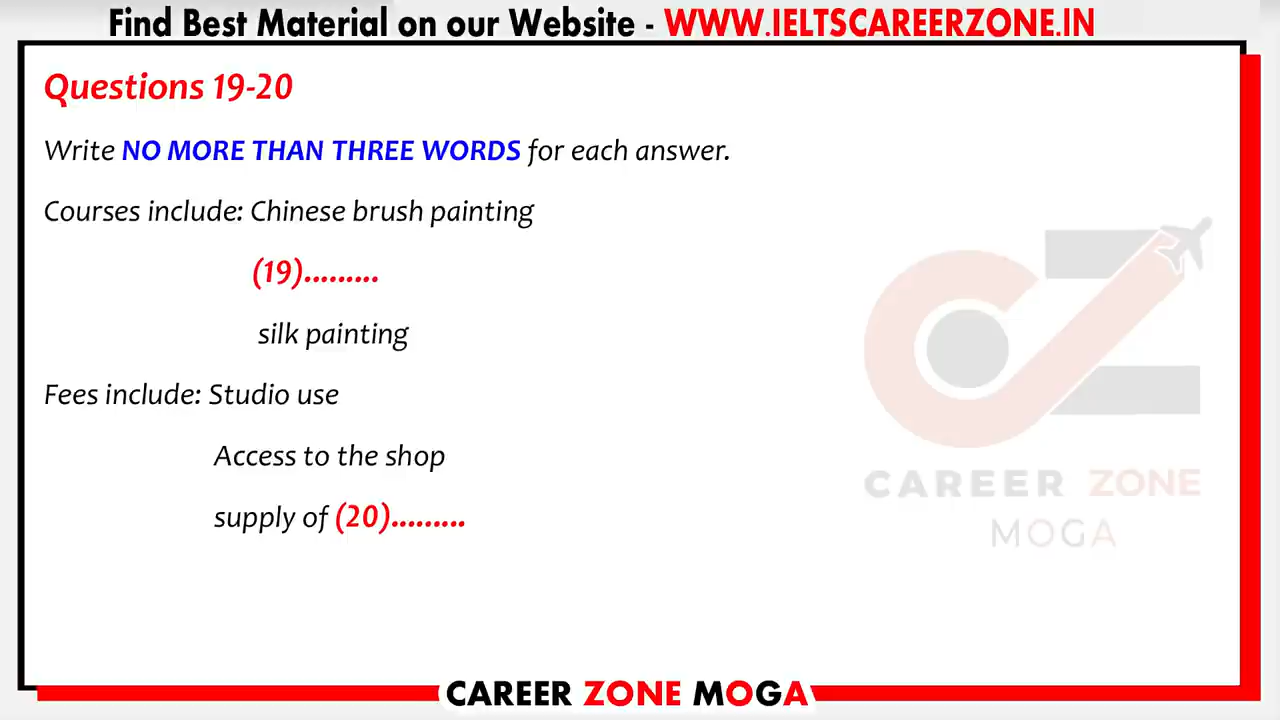 Find Best Material on our Website - WWW.IELTSCAREERZONE.IN
Questions 19-20
Write NO MORE THAN THREE WORDS for each answer.
Courses include: Chinese brush painting
(19).........
silk painting
Fees include: Studio use
Access to the shop
supply of (20).........
CAREER ZONE
MOGA
CAREER ZONE MOGA